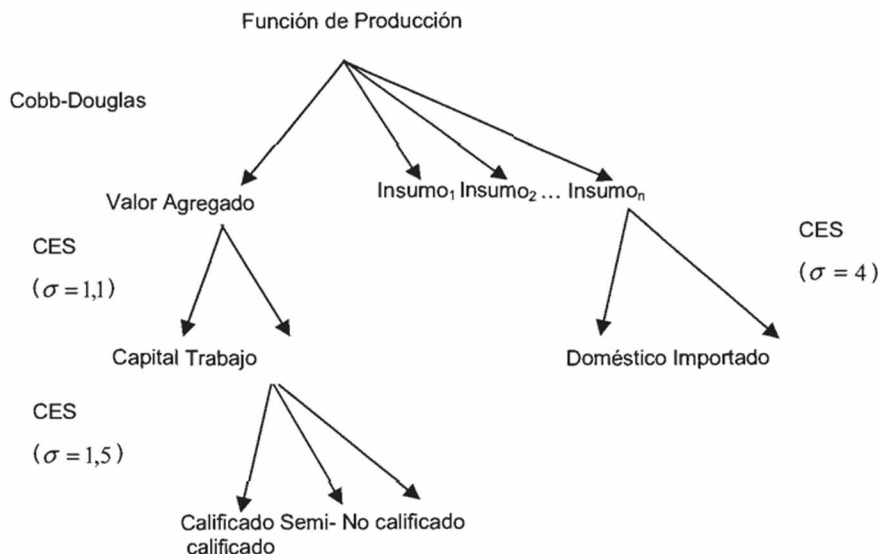 Función de Producción
Cobb-Douglas
Valor Agregado
Insumo₁ Insumo₂ ... Insumoₙ
CES
(σ = 1,1)
CES
(σ = 4)
Capital Trabajo
Doméstico Importado
CES
(σ = 1,5)
Calificado Semi- No calificado
calificado